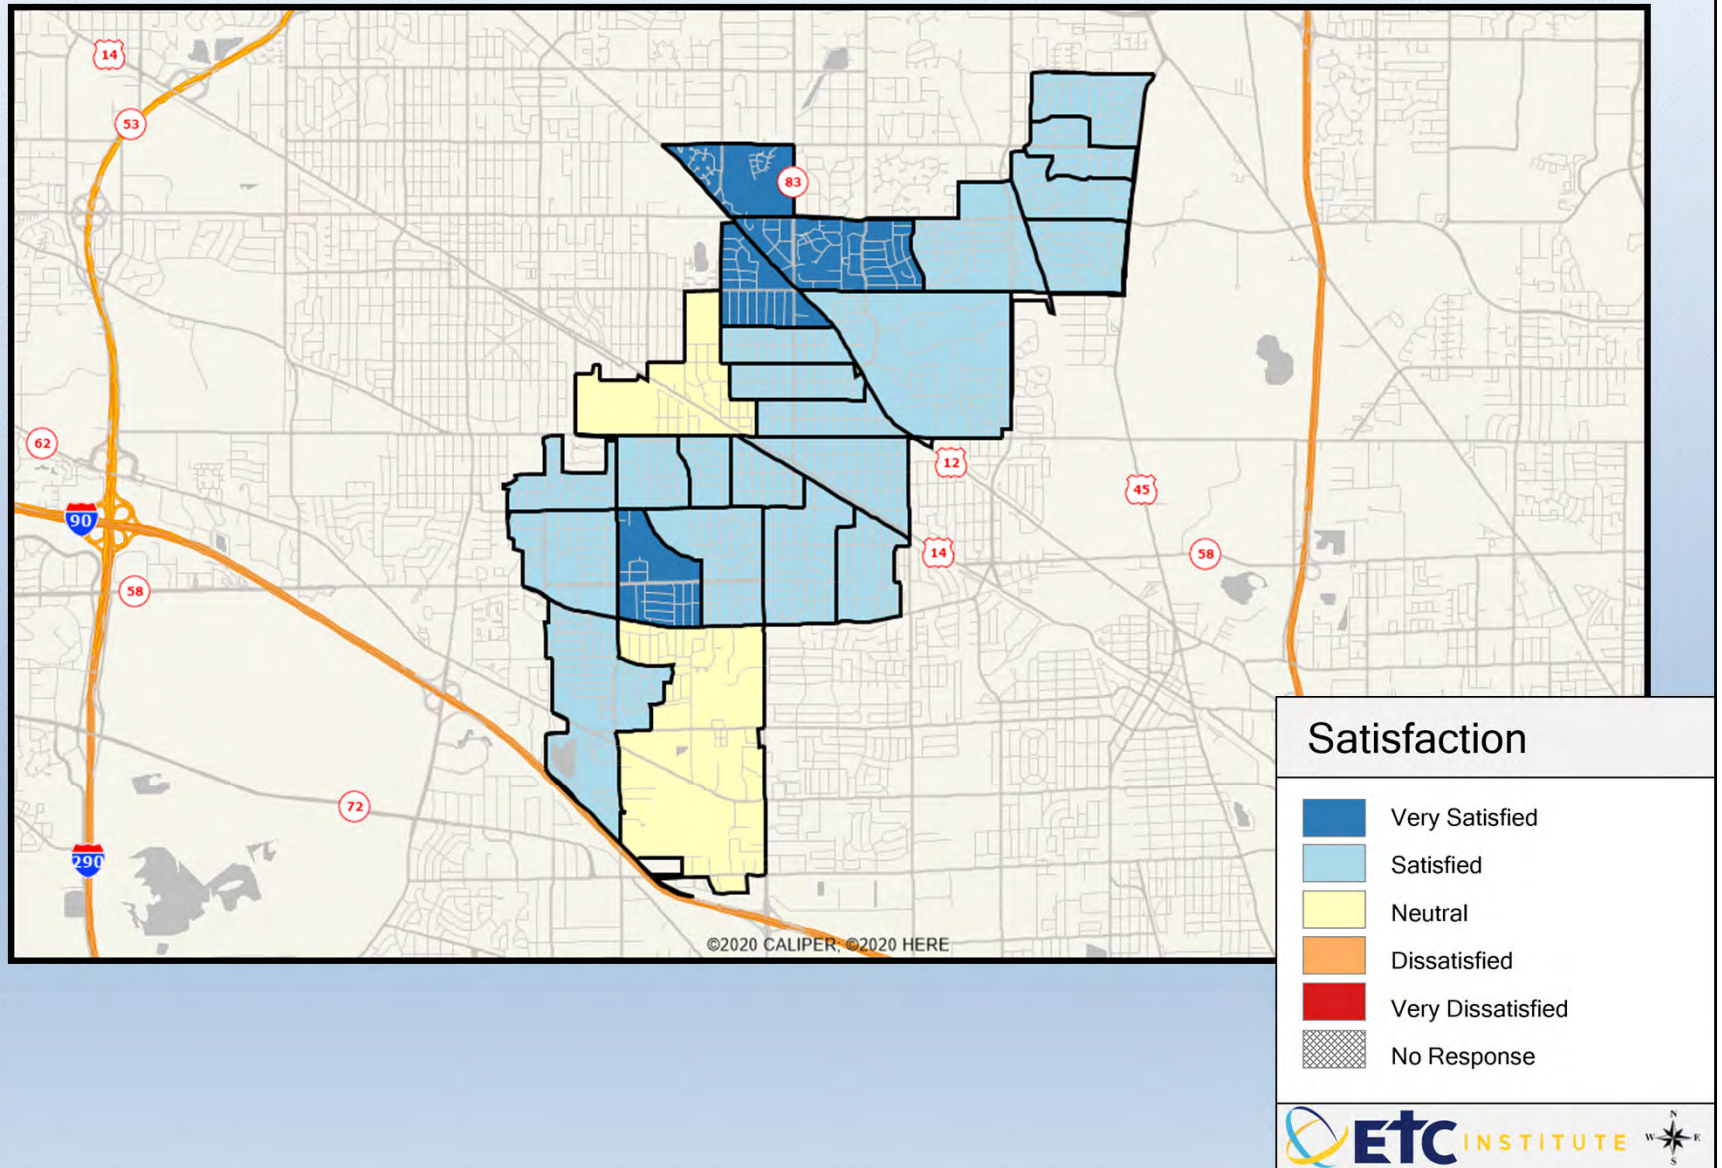 14
53
83
62
12
45
90
14
58
58
72
290
©2020 CALIPER; ©2020 HERE
Satisfaction
Very Satisfied
Satisfied
Neutral
Dissatisfied
Very Dissatisfied
No Response
ETC INSTITUTE
N
W E
S